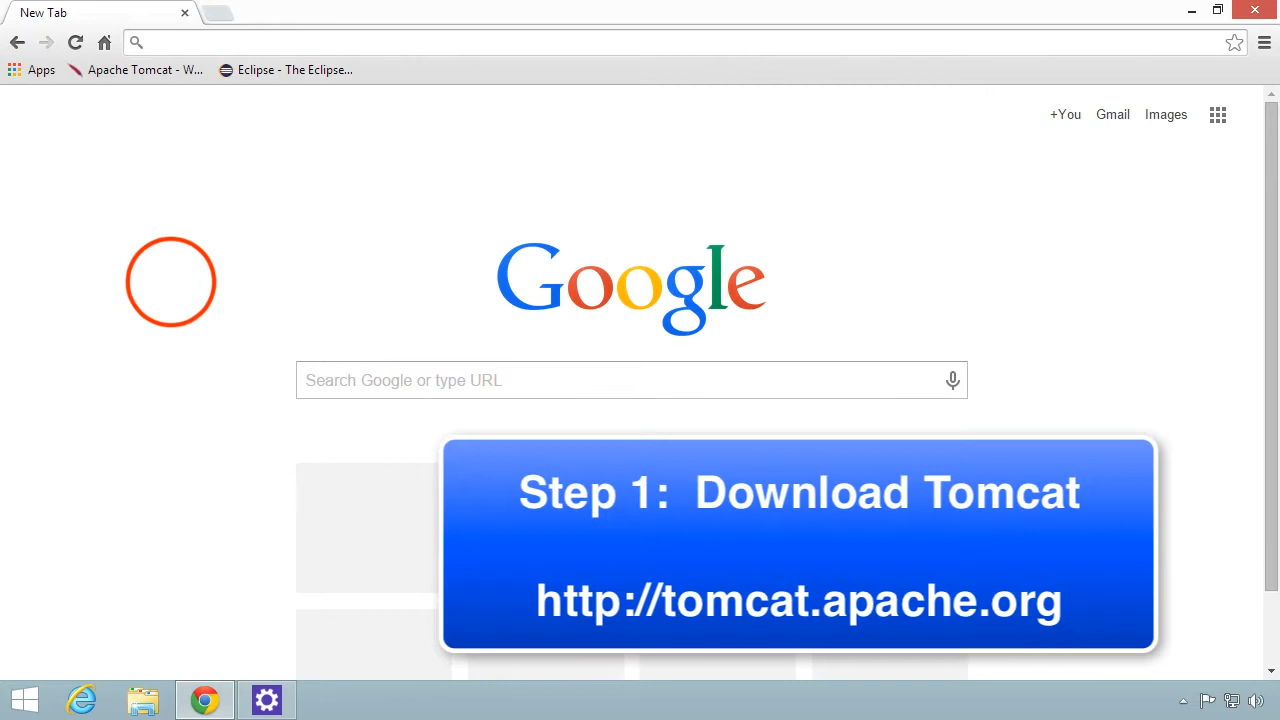 New Tab
Apps
Apache Tomcat - W...
Eclipse - The Eclipse...
+You
Gmail
Images
Google
Search Google or type URL
Step 1: Download Tomcat
http://tomcat.apache.org